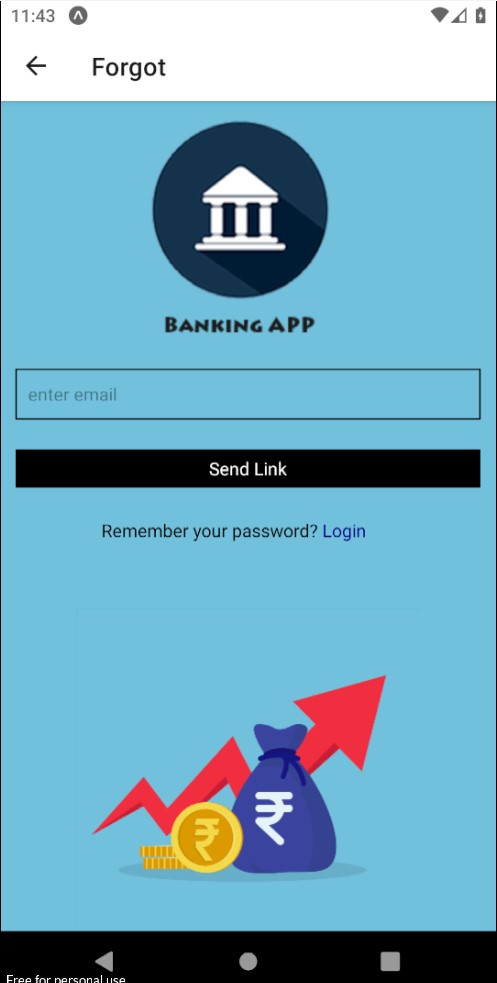 11:43
Forgot
BANKING APP
enter email
Send Link
Remember your password? Login
₹
₹
Free for personal use